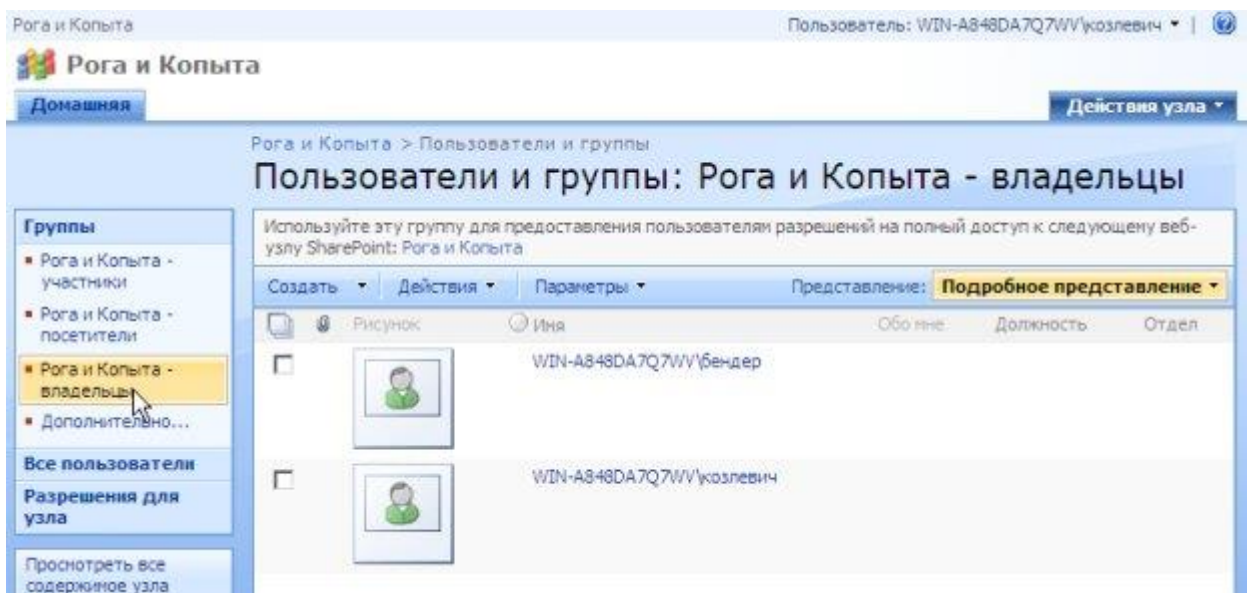 Рога и Копыта
Пользователь: WIN-A848DA7Q7WV\козлевич
Рога и Копыта
Домашняя
Действия узла
Рога и Копыта > Пользователи и группы
Пользователи и группы: Рога и Копыта - владельцы
Группы
Рога и Копыта -
участники
Рога и Копыта -
посетители
Рога и Копыта -
владельцы
Дополнительно...
Все пользователи
Разрешения для
узла
Просмотреть все
содержимое узла
Используйте эту группу для предоставления пользователям разрешений на полный доступ к следующему веб-
узлу SharePoint: Рога и Копыта
Создать Действия Параметры Представление: Подробное представление
Рисунок Имя Обо мне Должность Отдел
WIN-A848DA7Q7WV\бендер
WIN-A848DA7Q7WV\козлевич